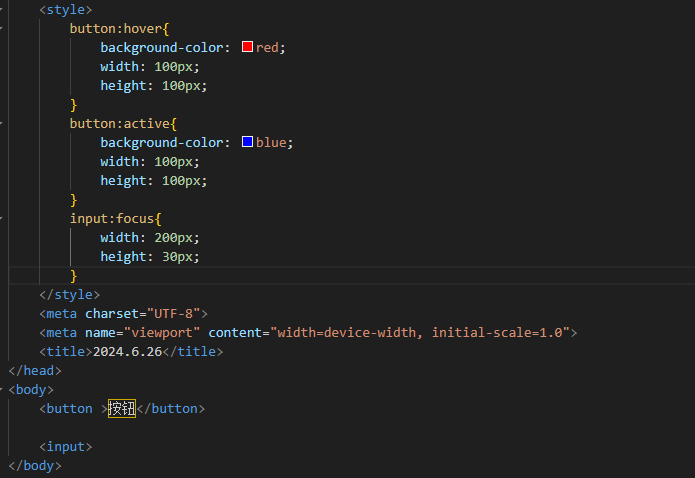 <style>
button:hover{
background-color: red;
width: 100px;
height: 100px;
}
button:active{
background-color: blue;
width: 100px;
height: 100px;
}
input:focus{
width: 200px;
height: 30px;
}
</style>
<meta charset="UTF-8">
<meta name="viewport" content="width=device-width, initial-scale=1.0">
<title>2024.6.26</title>
</head>
<body>
<button >按钮</button>
<input>
</body>